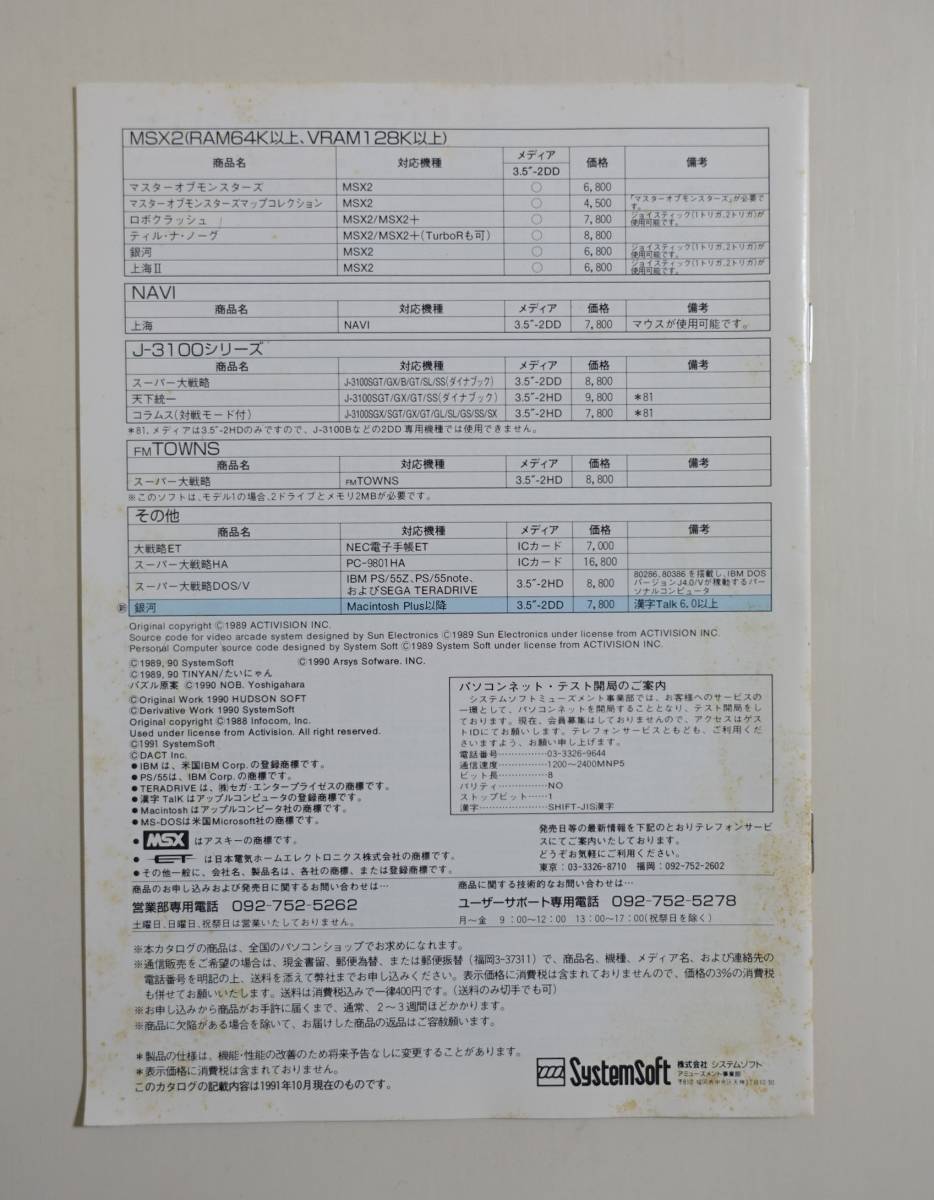 MSX2(RAM64K以上、VRAM128K以上)
商品名 対応機種 メディア 3.5"-2DD 価格 備考
マスターオブモンスターズ MSX2 ○ 6,800
マスターオブモンスターズマップコレクション MSX2 ○ 4,500 「マスターオブモンスターズ」が必要です。
ロボクラッシュ MSX2/MSX2+ ○ 7,800 ジョイスティック(1トリガ、2トリガ)が使用可能です。
ティル・ナ・ノーグ MSX2/MSX2+(TurboRも可) ○ 8,800
銀河 MSX2 ○ 6,800 ジョイスティック(1トリガ、2トリガ)が使用可能です。
上海II MSX2 ○ 6,800 ジョイスティック(1トリガ、2トリガ)が使用可能です。
NAVI
商品名 対応機種 メディア 価格 備考
上海 NAVI 3.5"-2DD 7,800 マウスが使用可能です。
J-3100シリーズ
商品名 対応機種 メディア 価格 備考
スーパー大戦略 J-3100SGT/GX/B/GT/SL/SS(ダイナブック) 3.5"-2DD 8,800
天下統一 J-3100SGT/GX/GT/SS(ダイナブック) 3.5"-2HD 9,800 *81
コラムス(対戦モード付) J-3100SGX/SGT/GX/GT/GL/SL/GS/SS/SX 3.5"-2HD 7,800 *81
*81.メディアは3.5"-2HDのみですので、J-3100Bなどの2DD専用機種では使用できません。
FM TOWNS
商品名 対応機種 メディア 価格 備考
スーパー大戦略 FM TOWNS 3.5"-2HD 8,800
※このソフトは、モデル1の場合、2ドライブとメモリ2MBが必要です。
その他
商品名 対応機種 メディア 価格 備考
大戦略ET NEC電子手帳ET ICカード 7,000
スーパー大戦略HA PC-9801HA ICカード 16,800
スーパー大戦略DOS/V IBM PS/55Z、PS/55note、およびSEGA TERADRIVE 3.5"-2HD 8,800 80286、80386を搭載し、IBM DOSバージョンJ4.0/Vが稼動するパーソナルコンピュータ
新 銀河 Macintosh Plus以降 3.5"-2DD 7,800 漢字Talk 6.0以上
Original copyright ©1989 ACTIVISION INC.
Source code for video arcade system designed by Sun Electronics ©1989 Sun Electronics under license from ACTIVISION INC.
Personal Computer source code designed by System Soft ©1989 System Soft under license from ACTIVISION INC.
©1989, 90 SystemSoft ©1990 Arsys Sofware. INC.
©1989, 90 TINYAN/たいにゃん
パズル原案 ©1990 NOB. Yoshigahara
©Original Work 1990 HUDSON SOFT
©Derivative Work 1990 SystemSoft
Original copyright ©1988 Infocom, Inc.
Used under license from Activision. All right reserved.
©1991 SystemSoft
©DACT Inc.
●IBMは、米国IBM Corp.の登録商標です。
●PS/55は、IBM Corp.の商標です。
●TERADRIVEは、㈱セガ・エンタープライゼスの商標です。
●漢字TalKはアップルコンピュータの登録商標です。
●Macintoshはアップルコンピータ社の商標です。
●MS-DOSは米国Microsoft社の商標です。
● MSX はアスキーの商標です。
● ET は日本電気ホームエレクトロニクス株式会社の商標です。
●その他一般に、会社名、製品名は、各社の商標、または登録商標です。
パソコンネット・テスト開局のご案内
システムソフトミューズメント事業部では、お客様へのサービスの
一環として、パソコンネットを開局することとなり、テスト開局をし
ております。現在、会員募集はしておりませんので、アクセスはゲス
トIDにてお願いします。テレフォンサービスともども、ご利用くだ
さいますよう、お願い申し上げます。
電話番号……………03-3326-9644
通信速度……………1200〜2400MNP5
ビット長……………8
パリティ……………NO
ストップビット……1
漢字…………………SHIFT-JIS漢字
発売日等の最新情報を下記のとおりテレフォンサービ
スにてご案内いたしております。
どうぞお気軽にご利用ください。
東京：03-3326-8710 福岡：092-752-2602
商品のお申し込みおよび発売日に関するお問い合わせは…
営業部専用電話 092-752-5262
土曜日、日曜日、祝祭日は営業いたしておりません。
商品に関する技術的なお問い合わせは…
ユーザーサポート専用電話 092-752-5278
月〜金 9：00〜12：00 13：00〜17：00(祝祭日を除く)
※本カタログの商品は、全国のパソコンショップでお求めになれます。
※通信販売をご希望の場合は、現金書留、郵便為替、または郵便振替(福岡3-37311)で、商品名、機種、メディア名、および連絡先の
電話番号を明記の上、送料を添えて弊社までお申し込みください。表示価格に消費税は含まれておりませんので、価格の3%の消費税
も併せてお願いいたします。送料は消費税込みで一律400円です。(送料のみ切手でも可)
※お申し込みから商品がお手許に届くまで、通常、2〜3週間ほどかかります。
※商品に欠陥がある場合を除いて、お届けした商品の返品はご容赦願います。
*製品の仕様は、機能・性能の改善のため将来予告なしに変更することがあります。
*表示価格に消費税は含まれておりません。
このカタログの記載内容は1991年10月現在のものです。
SystemSoft 株式会社 システムソフト
アミューズメント事業部